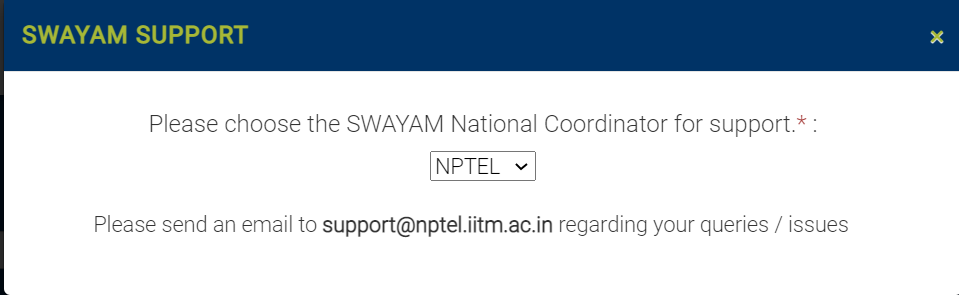 SWAYAM SUPPORT ×
Please choose the SWAYAM National Coordinator for support.* :
NPTEL
Please send an email to support@nptel.iitm.ac.in regarding your queries / issues